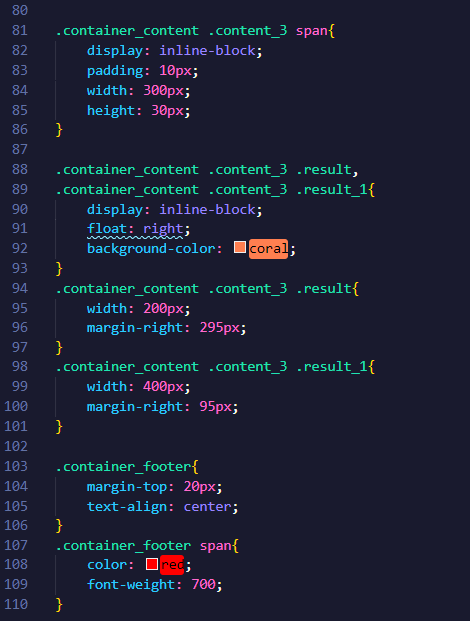 80
81 .container_content .content_3 span{
82     display: inline-block;
83     padding: 10px;
84     width: 300px;
85     height: 30px;
86 }
87
88 .container_content .content_3 .result,
89 .container_content .content_3 .result_1{
90     display: inline-block;
91     float: right;
92     background-color: coral;
93 }
94 .container_content .content_3 .result{
95     width: 200px;
96     margin-right: 295px;
97 }
98 .container_content .content_3 .result_1{
99     width: 400px;
100     margin-right: 95px;
101 }
102
103 .container_footer{
104     margin-top: 20px;
105     text-align: center;
106 }
107 .container_footer span{
108     color: red;
109     font-weight: 700;
110 }